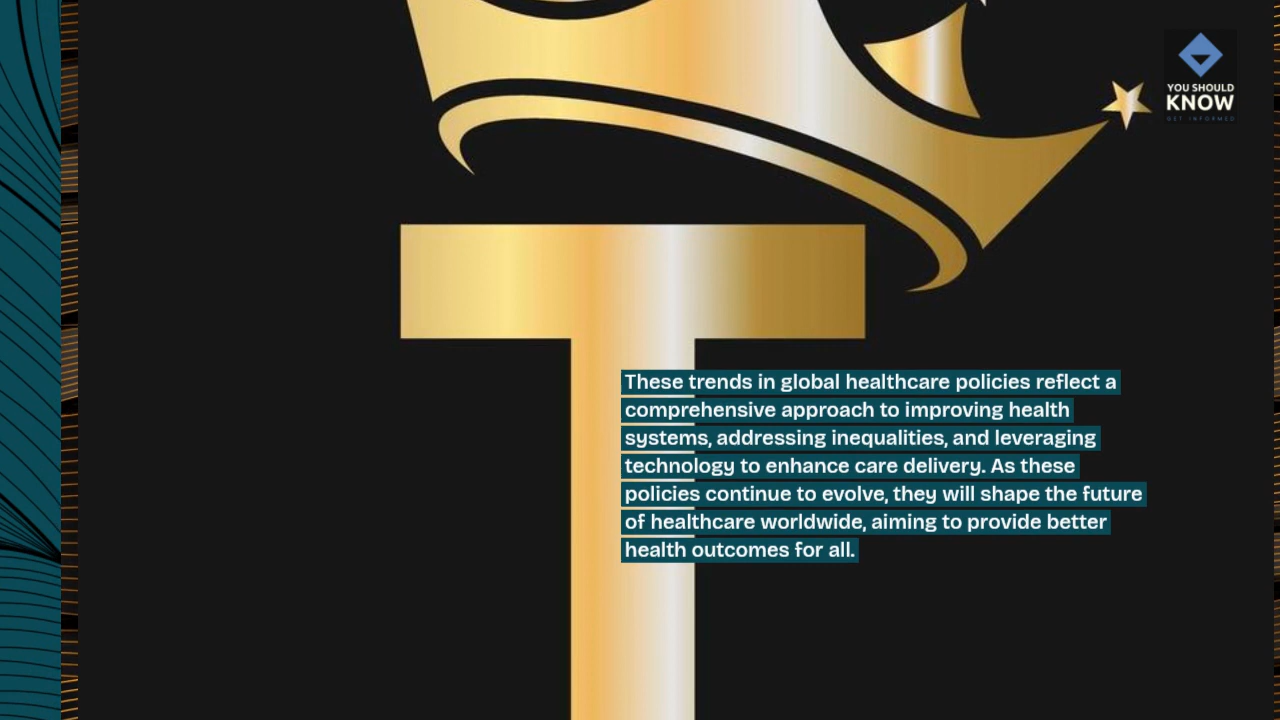 YOU SHOULD
KNOW
GET INFORMED
T
These trends in global healthcare policies reflect a
comprehensive approach to improving health
systems, addressing inequalities, and leveraging
technology to enhance care delivery. As these
policies continue to evolve, they will shape the future
of healthcare worldwide, aiming to provide better
health outcomes for all.